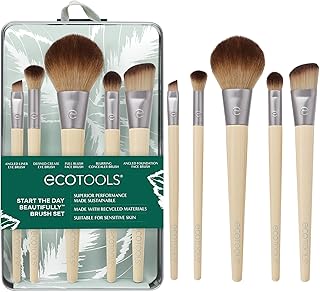 ANGLED LINER
EYE BRUSH
DEFINED CREASE
EYE BRUSH
FULL BLUSH
FACE BRUSH
BLURRING
CONCEALER BRUSH
ANGLED FOUNDATION
FACE BRUSH
ECOTOOLS®
START THE DAY
BEAUTIFULLY™
BRUSH SET
SUPERIOR PERFORMANCE
MADE SUSTAINABLE
MADE WITH RECYCLED MATERIALS
SUITABLE FOR SENSITIVE SKIN